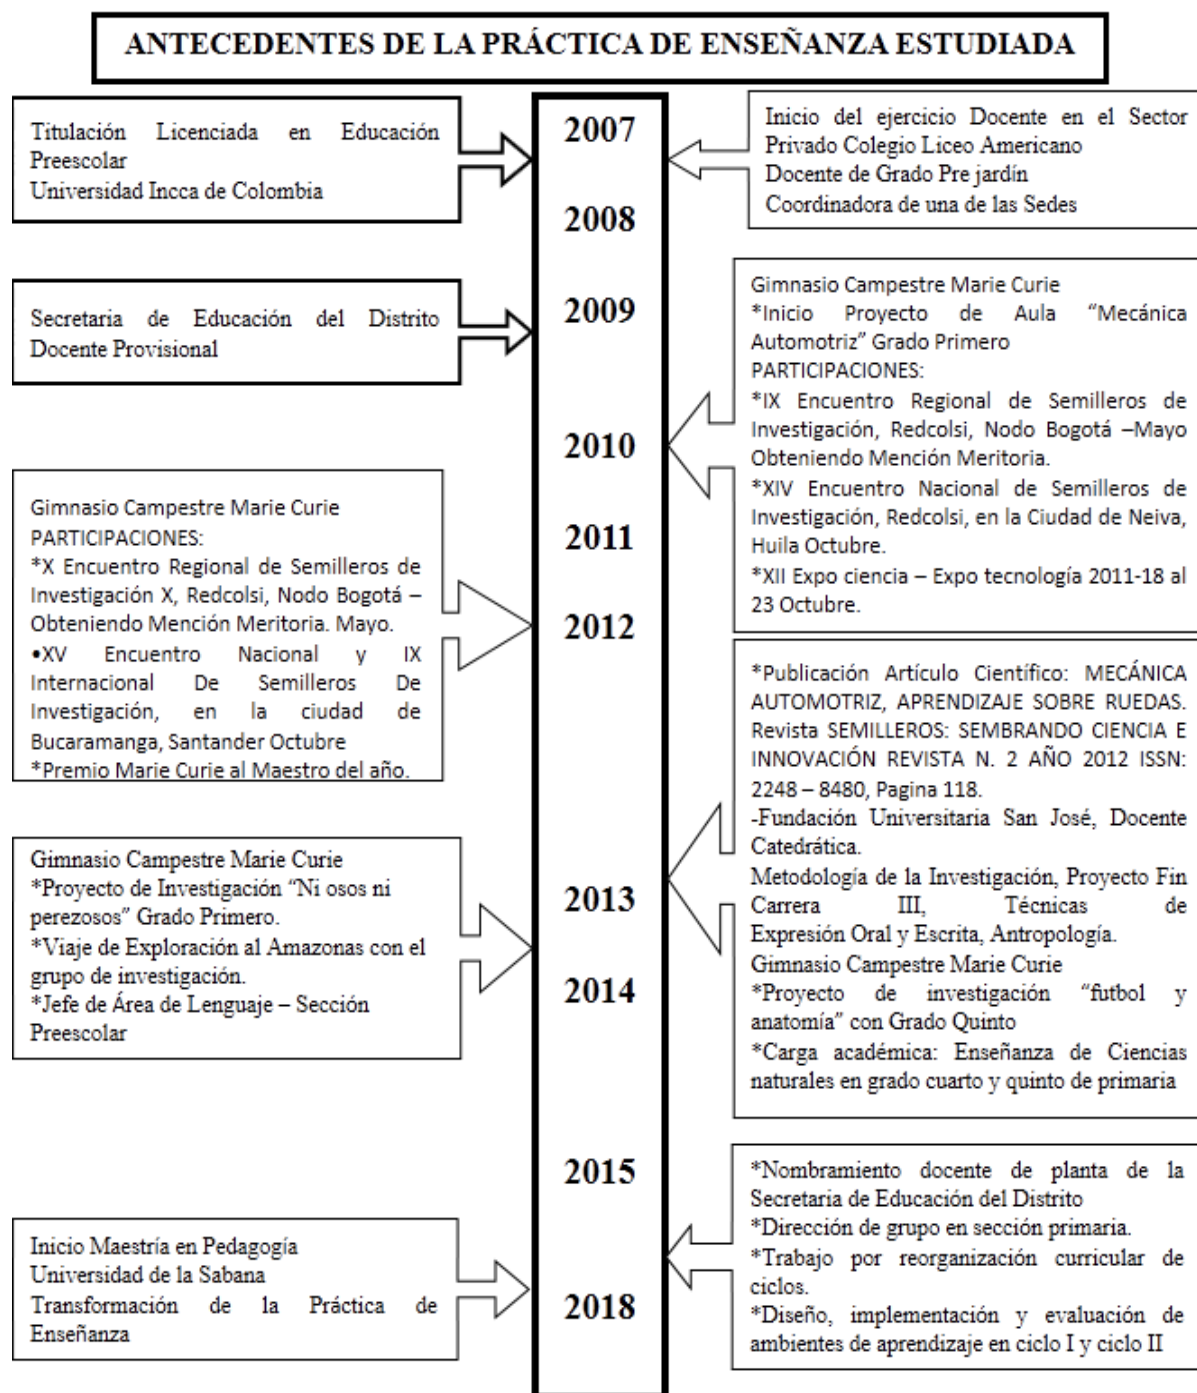 ANTECEDENTES DE LA PRÁCTICA DE ENSEÑANZA ESTUDIADA
2007
Titulación Licenciada en Educación
Preescolar
Universidad Incca de Colombia
Inicio del ejercicio Docente en el Sector
Privado Colegio Liceo Americano
Docente de Grado Pre jardín
Coordinadora de una de las Sedes
2008
2009
Secretaria de Educación del Distrito
Docente Provisional
Gimnasio Campestre Marie Curie
*Inicio Proyecto de Aula “Mecánica
Automotriz” Grado Primero
PARTICIPACIONES:
*IX Encuentro Regional de Semilleros de
Investigación, Redcolsi, Nodo Bogotá –Mayo
Obteniendo Mención Meritoria.
*XIV Encuentro Nacional de Semilleros de
Investigación, Redcolsi, en la Ciudad de Neiva,
Huila Octubre.
*XII Expo ciencia – Expo tecnología 2011-18 al
23 Octubre.
2010
2011
2012
Gimnasio Campestre Marie Curie
PARTICIPACIONES:
*X Encuentro Regional de Semilleros de
Investigación X, Redcolsi, Nodo Bogotá –
Obteniendo Mención Meritoria. Mayo.
•XV Encuentro Nacional y IX
Internacional De Semilleros De
Investigación, en la ciudad de
Bucaramanga, Santander Octubre
*Premio Marie Curie al Maestro del año.
*Publicación Artículo Científico: MECÁNICA
AUTOMOTRIZ, APRENDIZAJE SOBRE RUEDAS.
Revista SEMILLEROS: SEMBRANDO CIENCIA E
INNOVACIÓN REVISTA N. 2 AÑO 2012 ISSN:
2248 – 8480, Pagina 118.
-Fundación Universitaria San José, Docente
Catedrática.
Metodología de la Investigación, Proyecto Fin
Carrera III, Técnicas de
Expresión Oral y Escrita, Antropología.
Gimnasio Campestre Marie Curie
*Proyecto de investigación “futbol y
anatomía” con Grado Quinto
*Carga académica: Enseñanza de Ciencias
naturales en grado cuarto y quinto de primaria
2013
Gimnasio Campestre Marie Curie
*Proyecto de Investigación “Ni osos ni
perezosos” Grado Primero.
*Viaje de Exploración al Amazonas con el
grupo de investigación.
*Jefe de Área de Lenguaje – Sección
Preescolar
2014
2015
*Nombramiento docente de planta de la
Secretaria de Educación del Distrito
*Dirección de grupo en sección primaria.
*Trabajo por reorganización curricular de
ciclos.
*Diseño, implementación y evaluación de
ambientes de aprendizaje en ciclo I y ciclo II
Inicio Maestría en Pedagogía
Universidad de la Sabana
Transformación de la Práctica de
Enseñanza
2018